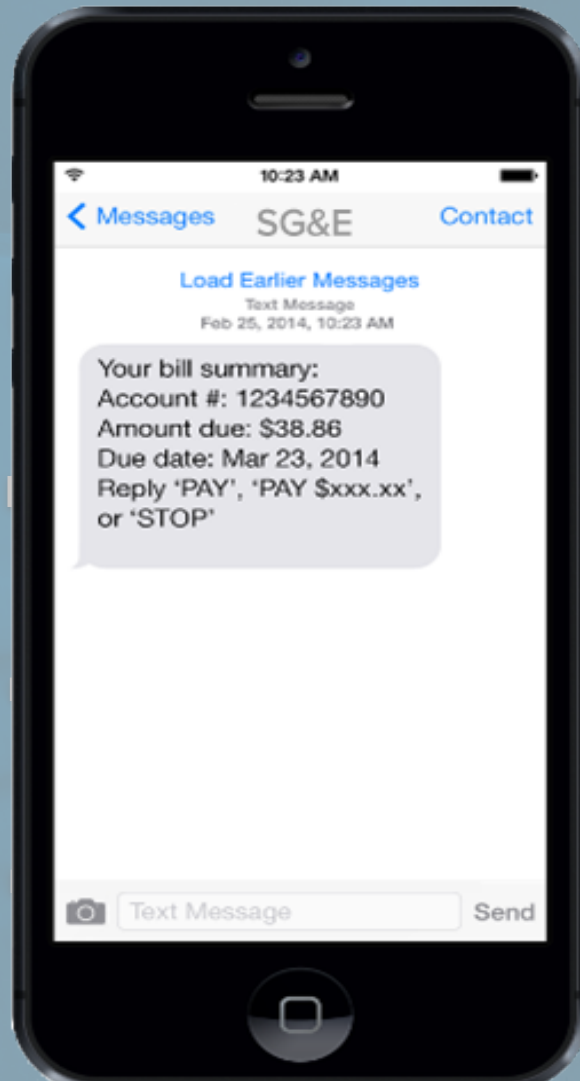 10:23 AM
Messages SG&E Contact
Load Earlier Messages
Text Message
Feb 25, 2014, 10:23 AM
Your bill summary:
Account #: 1234567890
Amount due: $38.86
Due date: Mar 23, 2014
Reply ‘PAY’, ‘PAY $xxx.xx’,
or ‘STOP’
Text Message Send